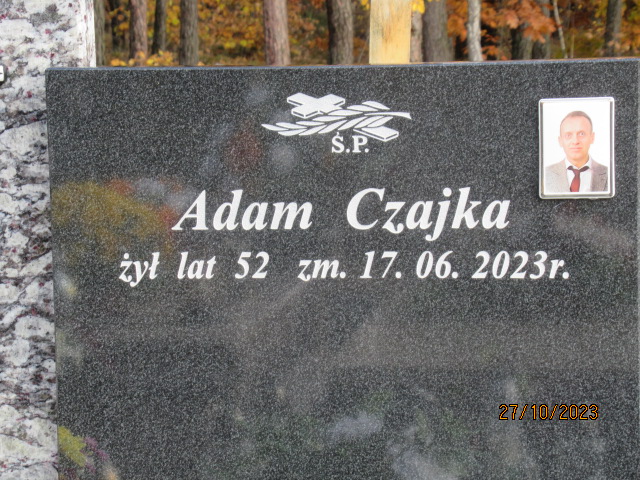 Ś.P.
Adam Czajka
żył lat 52 zm. 17. 06. 2023r.
27/10/2023